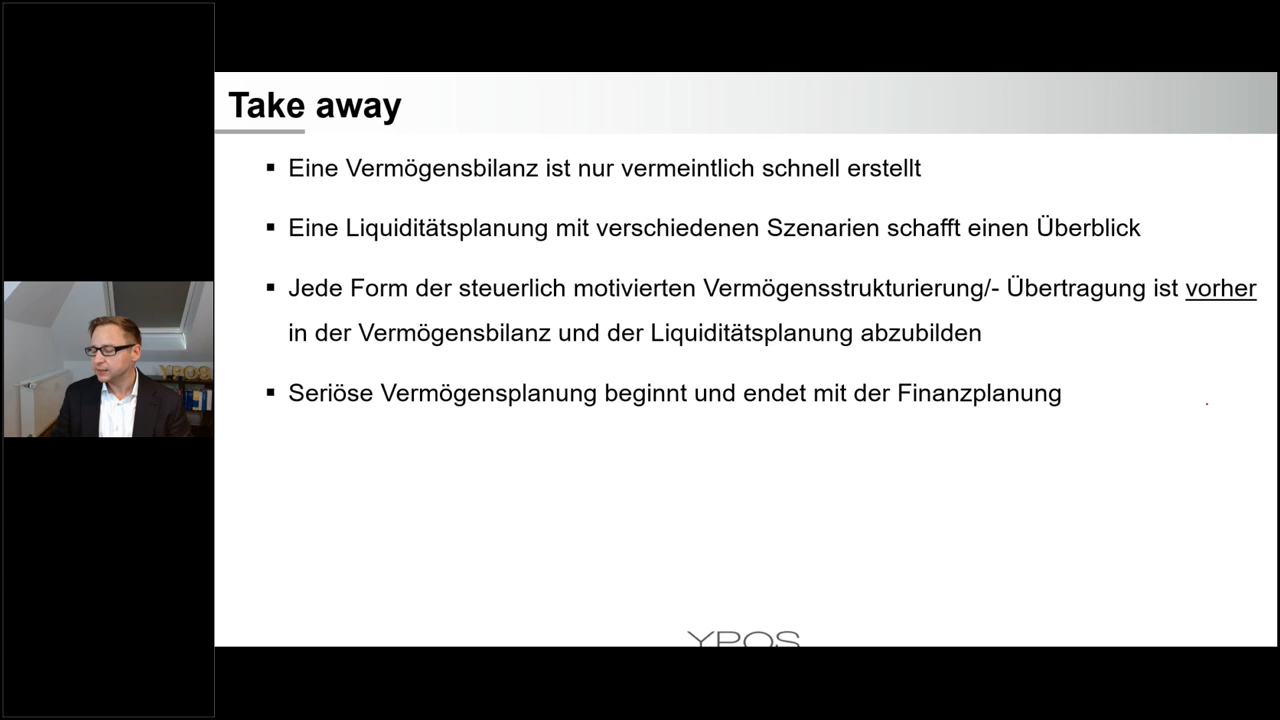 Take away
▪ Eine Vermögensbilanz ist nur vermeintlich schnell erstellt
▪ Eine Liquiditätsplanung mit verschiedenen Szenarien schafft einen Überblick
▪ Jede Form der steuerlich motivierten Vermögensstrukturierung/- Übertragung ist vorher
in der Vermögensbilanz und der Liquiditätsplanung abzubilden
▪ Seriöse Vermögensplanung beginnt und endet mit der Finanzplanung
YPOS
YPOS